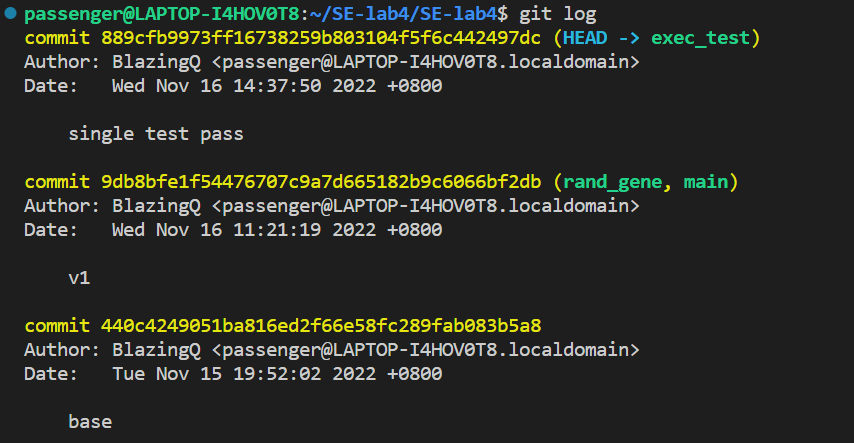 passenger@LAPTOP-I4HOV0T8:~/SE-lab4/SE-lab4$ git log
commit 889cfb9973ff16738259b803104f5f6c442497dc (HEAD -> exec_test)
Author: BlazingQ <passenger@LAPTOP-I4HOV0T8.localdomain>
Date:   Wed Nov 16 14:37:50 2022 +0800
single test pass
commit 9db8bfe1f54476707c9a7d665182b9c6066bf2db (rand_gene, main)
Author: BlazingQ <passenger@LAPTOP-I4HOV0T8.localdomain>
Date:   Wed Nov 16 11:21:19 2022 +0800
v1
commit 440c4249051ba816ed2f66e58fc289fab083b5a8
Author: BlazingQ <passenger@LAPTOP-I4HOV0T8.localdomain>
Date:   Tue Nov 15 19:52:02 2022 +0800
base